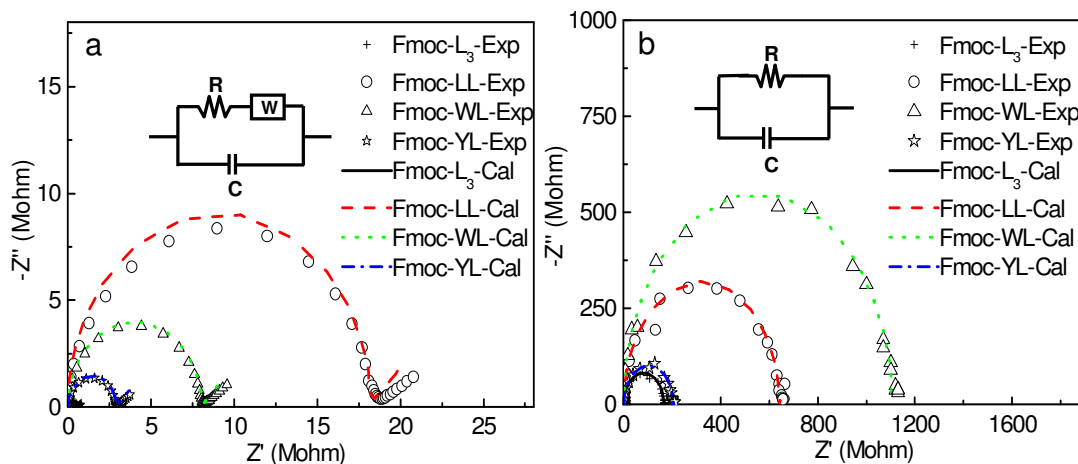 a
Fmoc-L3-Exp
Fmoc-LL-Exp
Fmoc-WL-Exp
Fmoc-YL-Exp
Fmoc-L3-Cal
Fmoc-LL-Cal
Fmoc-WL-Cal
Fmoc-YL-Cal
R
W
C
15
10
5
0
-Z'' (Mohm)
0 5 10 15 20 25
Z' (Mohm)
b
Fmoc-L3-Exp
Fmoc-LL-Exp
Fmoc-WL-Exp
Fmoc-YL-Exp
Fmoc-L3-Cal
Fmoc-LL-Cal
Fmoc-WL-Cal
Fmoc-YL-Cal
R
C
1000
750
500
250
0
-Z'' (Mohm)
0 400 800 1200 1600
Z' (Mohm)